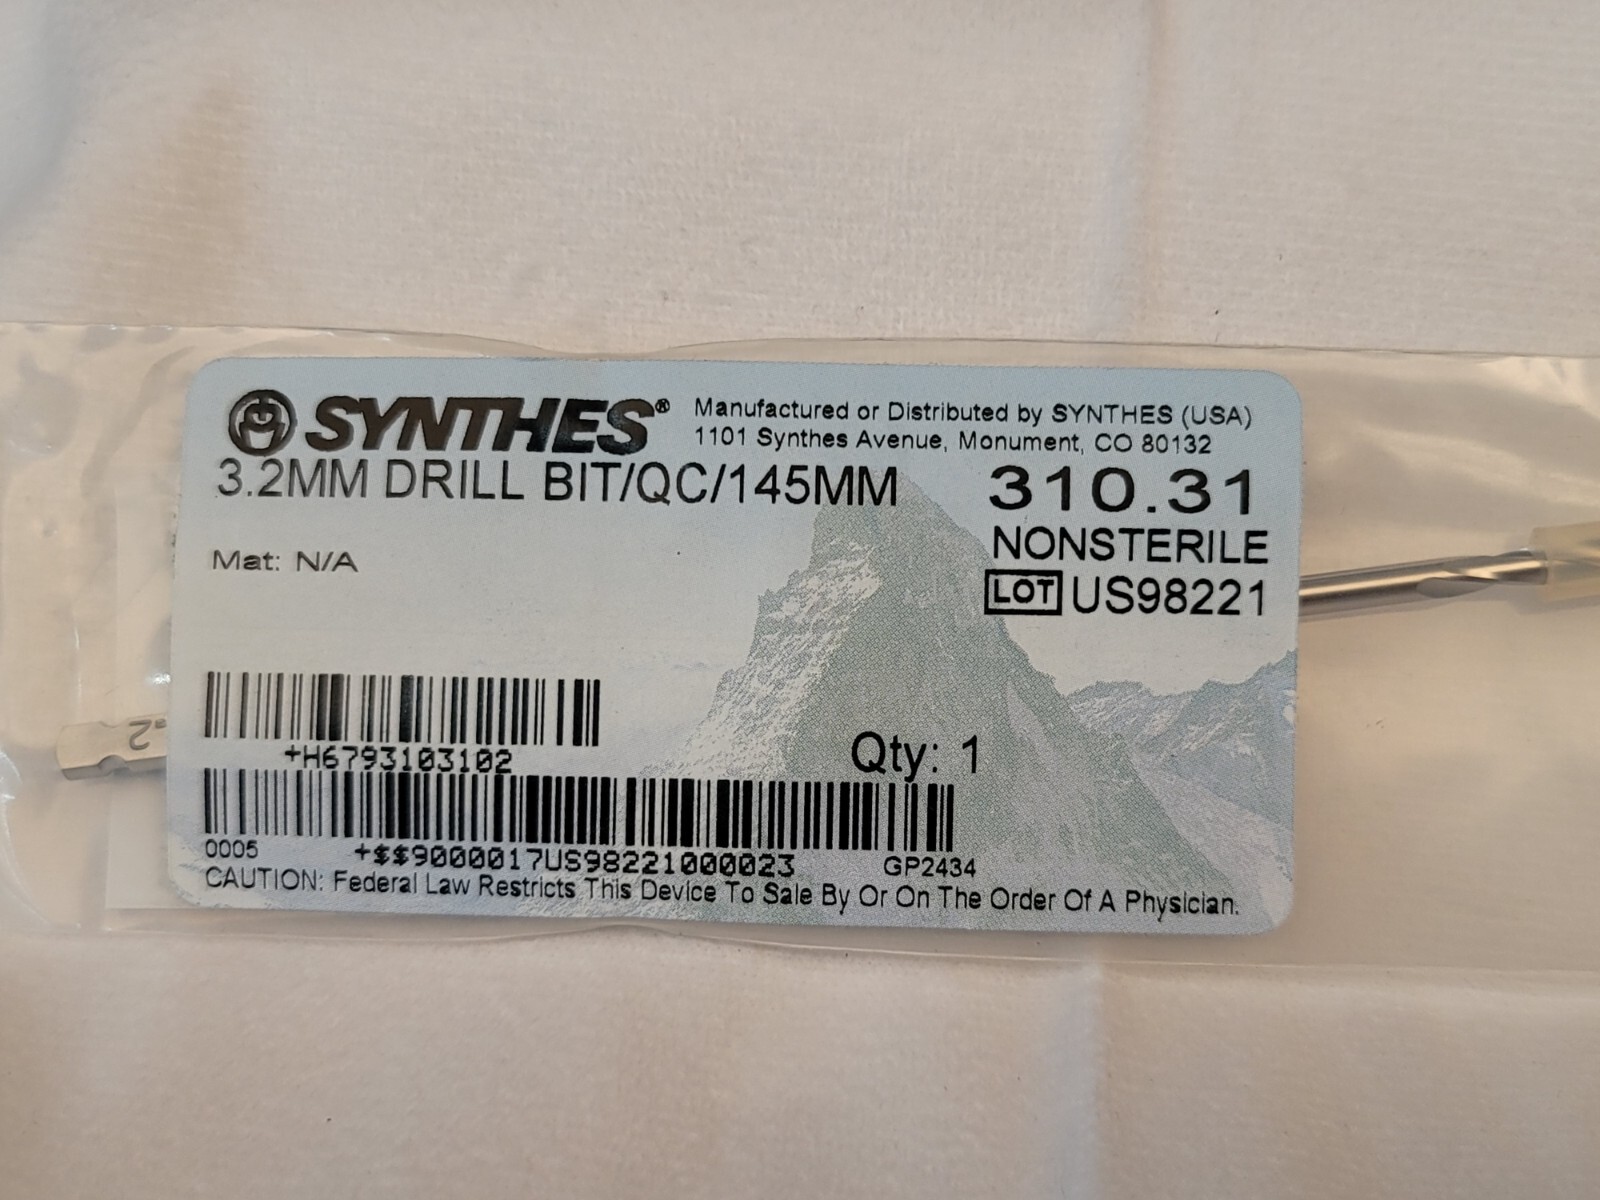 SYNTHES® Manufactured or Distributed by SYNTHES (USA)
1101 Synthes Avenue, Monument, CO 80132
3.2MM DRILL BIT/QC/145MM 310.31
NONSTERILE
Mat: N/A
LOT US98221
+H6793103102
Qty: 1
0005 +$$9000017US98221000023 GP2434
CAUTION: Federal Law Restricts This Device To Sale By Or On The Order Of A Physician.